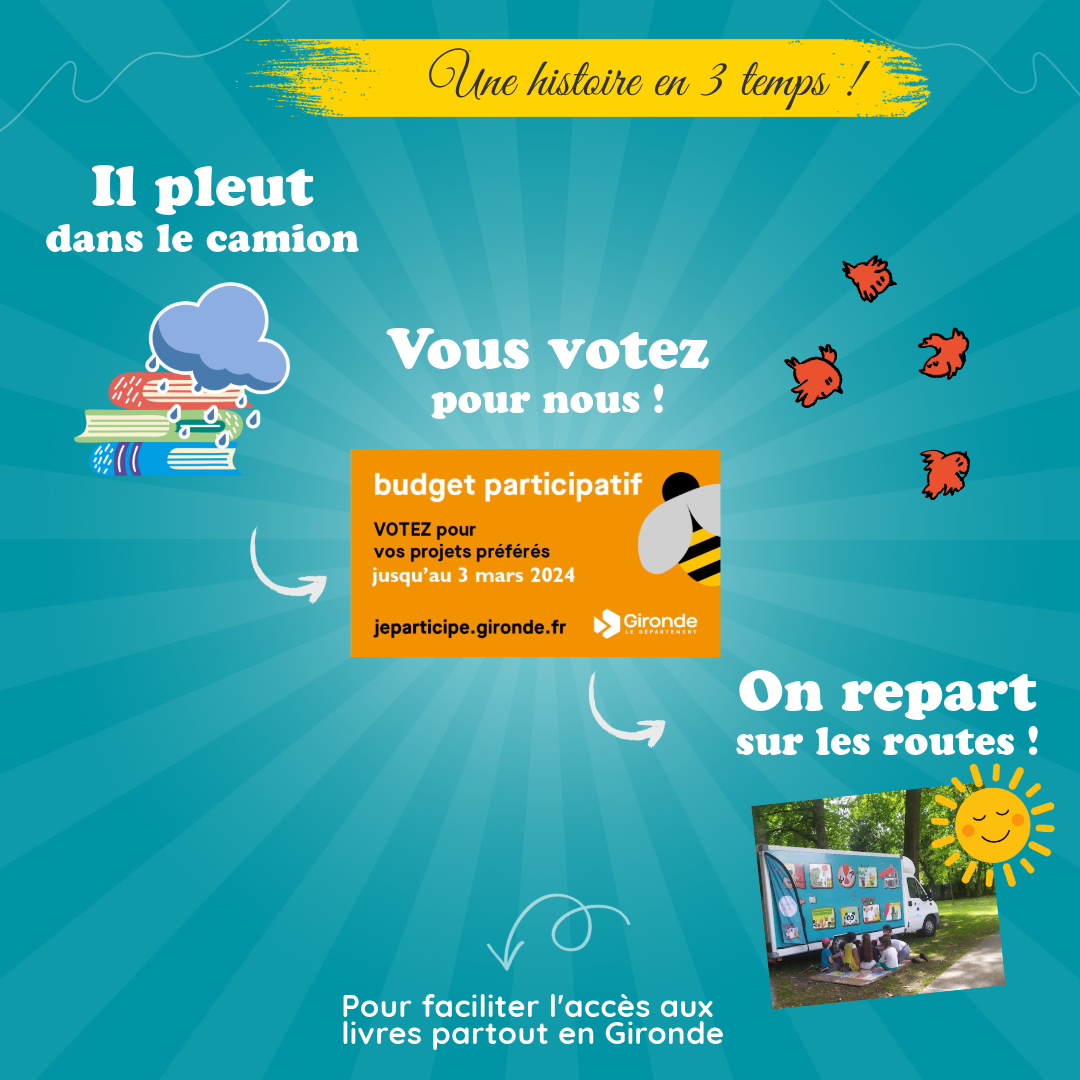 Une histoire en 3 temps !
Il pleut
dans le camion
Vous votez
pour nous !
budget participatif
VOTEZ pour
vos projets préférés
jusqu'au 3 mars 2024
jeparticipe.gironde.fr
Gironde
LE DÉPARTEMENT
On repart
sur les routes !
Pour faciliter l'accès aux
livres partout en Gironde